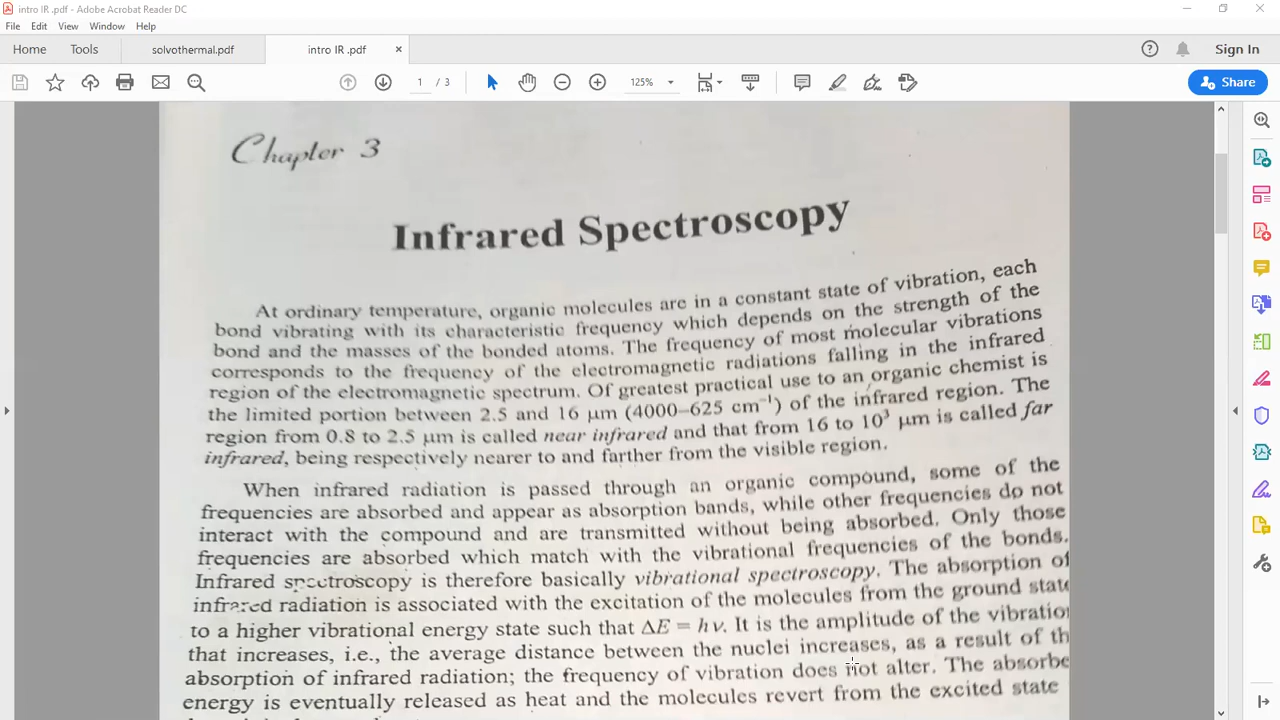 intro IR .pdf - Adobe Acrobat Reader DC
File Edit View Window Help
Home Tools solvothermal.pdf intro IR .pdf × Sign In
1 / 3 125% Share
Chapter 3
Infrared Spectroscopy
At ordinary temperature, organic molecules are in a constant state of vibration, each
bond vibrating with its characteristic frequency which depends on the strength of the
bond and the masses of the bonded atoms. The frequency of most molecular vibrations
corresponds to the frequency of the electromagnetic radiations falling in the infrared
region of the electromagnetic spectrum. Of greatest practical use to an organic chemist is
the limited portion between 2.5 and 16 μm (4000–625 cm⁻¹) of the infrared region. The
region from 0.8 to 2.5 μm is called near infrared and that from 16 to 10³ μm is called far
infrared, being respectively nearer to and farther from the visible region.
When infrared radiation is passed through an organic compound, some of the
frequencies are absorbed and appear as absorption bands, while other frequencies do not
interact with the compound and are transmitted without being absorbed. Only those
frequencies are absorbed which match with the vibrational frequencies of the bonds.
Infrared spectroscopy is therefore basically vibrational spectroscopy. The absorption of
infrared radiation is associated with the excitation of the molecules from the ground state
to a higher vibrational energy state such that ΔE = hν. It is the amplitude of the vibration
that increases, i.e., the average distance between the nuclei increases, as a result of th
absorption of infrared radiation; the frequency of vibration does not alter. The absorbe
energy is eventually released as heat and the molecules revert from the excited state